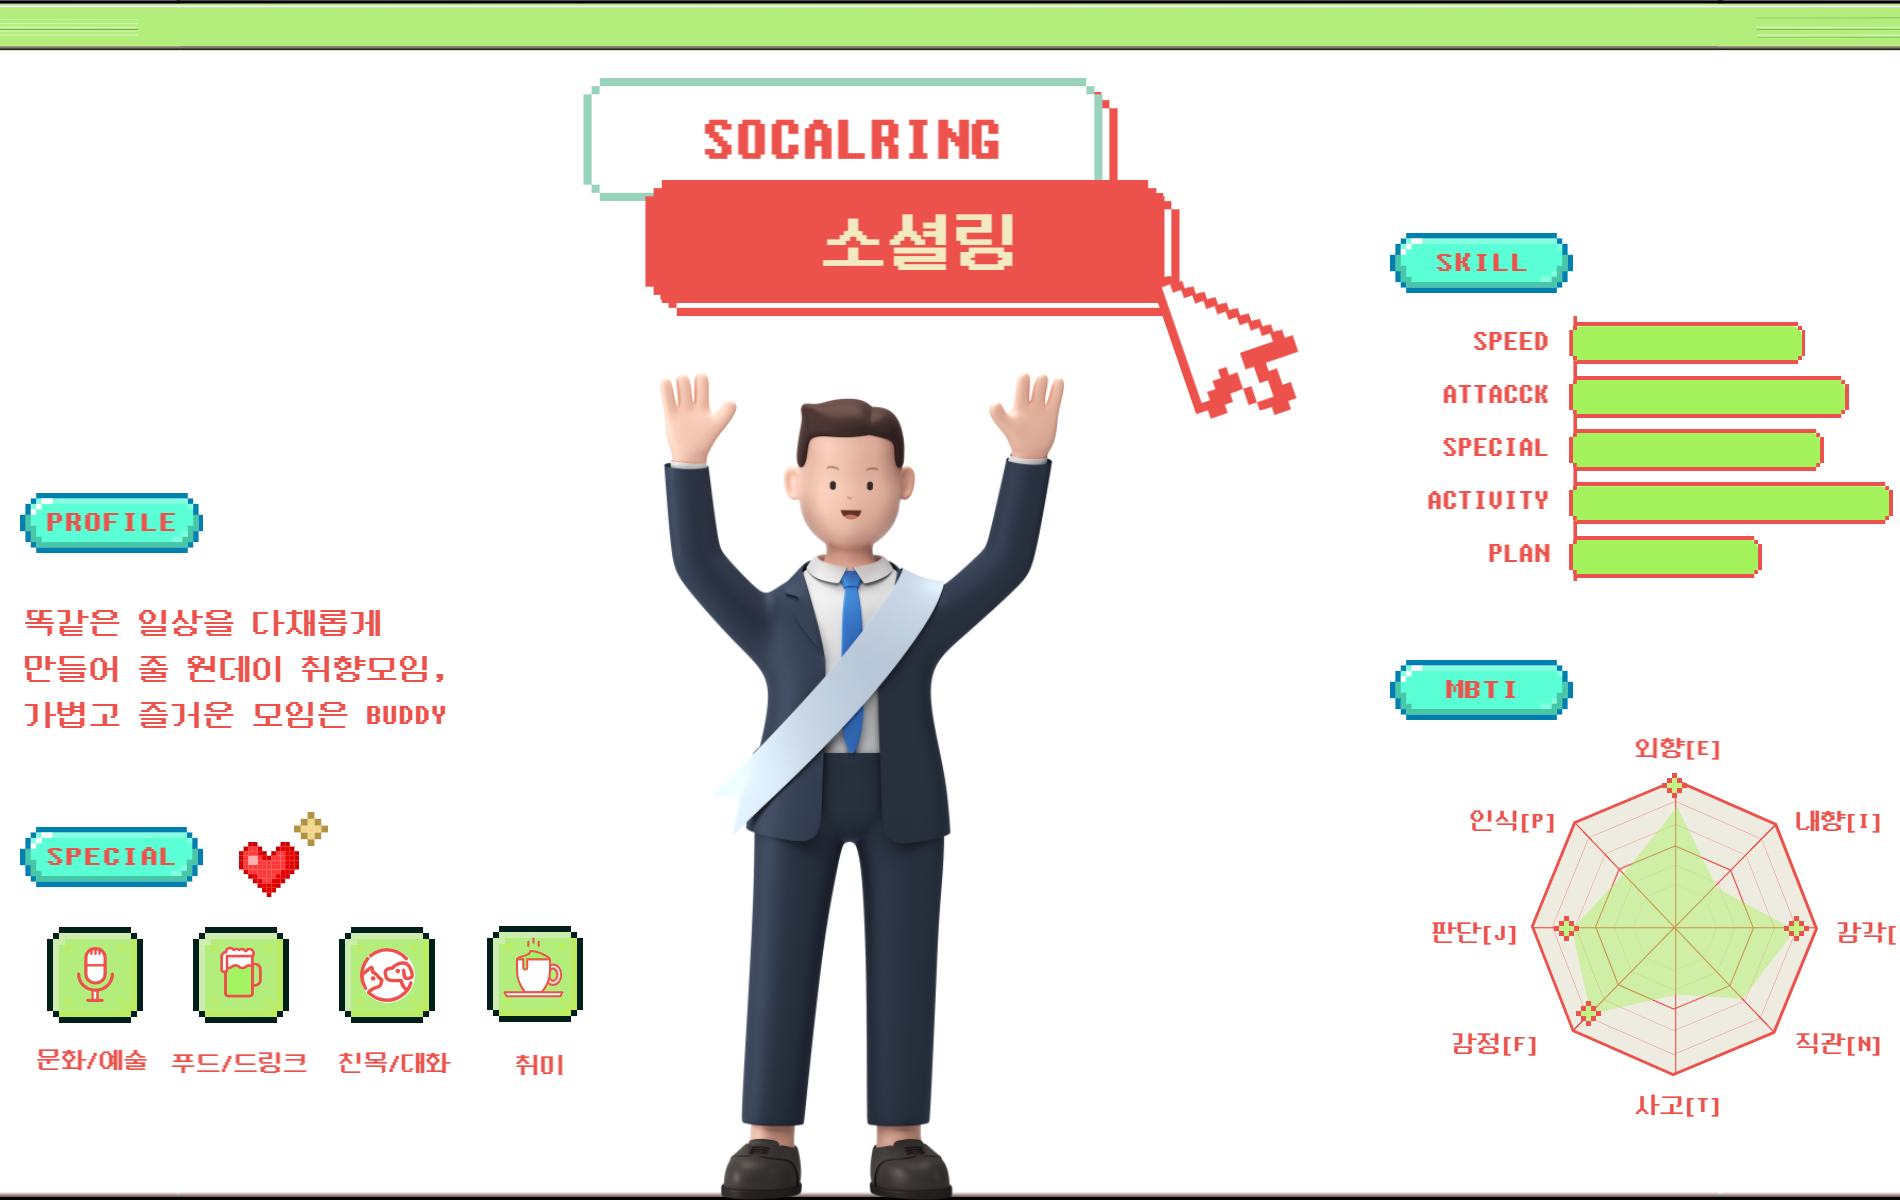 SOCALRING
소셜링
PROFILE
똑같은 일상을 다채롭게
만들어 줄 원데이 취향모임,
가볍고 즐거운 모임은 BUDDY
SPECIAL
문화/예술
푸드/드링크
친목/대화
취미
SKILL
SPEED
ATTACCK
SPECIAL
ACTIVITY
PLAN
MBTI
외향[E]
인식[P]
내향[I]
판단[J]
감각[
감정[F]
직관[N]
사고[T]